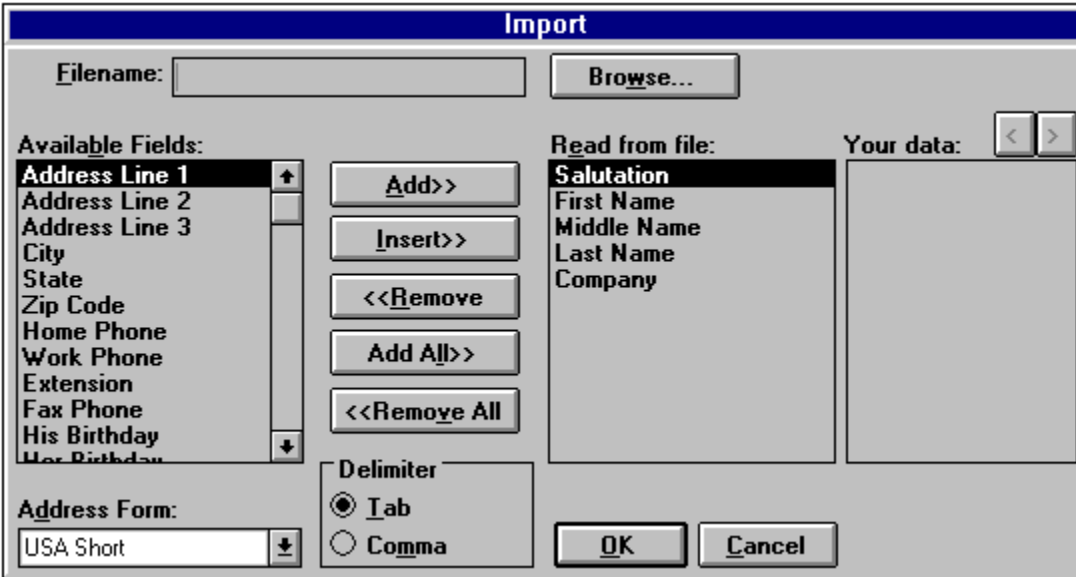 Import
Filename:
Browse...
Available Fields:
Address Line 1
Address Line 2
Address Line 3
City
State
Zip Code
Home Phone
Work Phone
Extension
Fax Phone
His Birthday
Her Birthday
Add>>
Insert>>
<<Remove
Add All>>
<<Remove All
Read from file:
Salutation
First Name
Middle Name
Last Name
Company
Your data:
< >
Address Form:
USA Short
Delimiter
Tab
Comma
OK
Cancel